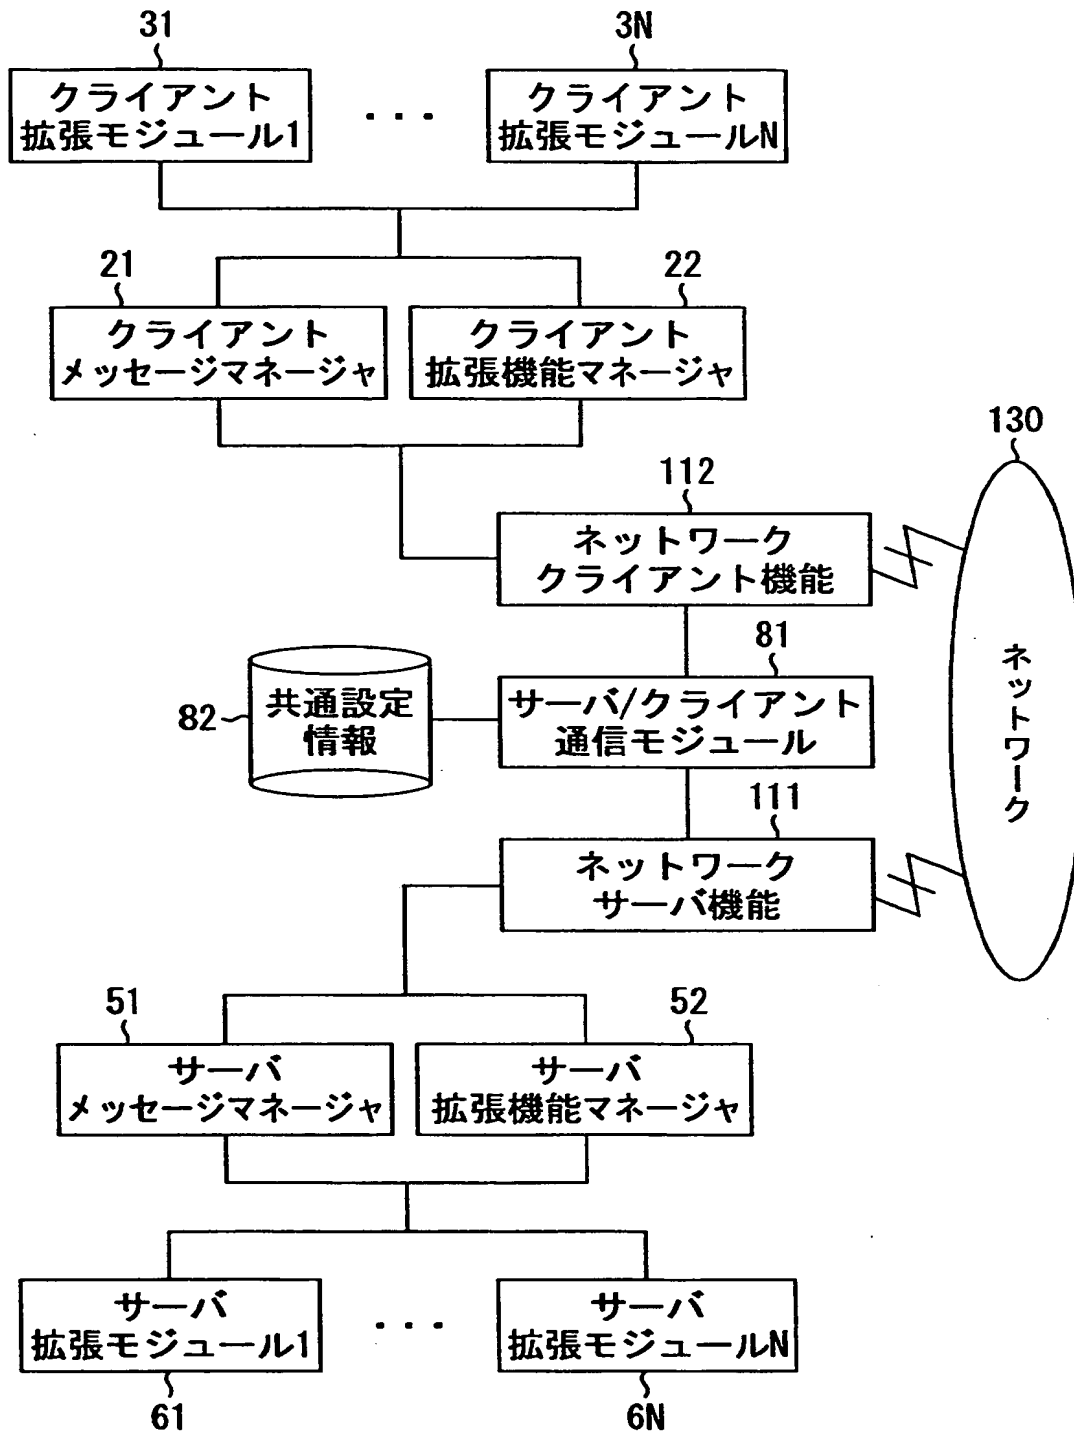 31
3N
クライアント
拡張モジュール1
・・・
クライアント
拡張モジュールN
21
22
クライアント
メッセージマネージャ
クライアント
拡張機能マネージャ
130
112
ネットワーク
クライアント機能
ネットワーク
81
82
共通設定
情報
サーバ/クライアント
通信モジュール
111
ネットワーク
サーバ機能
51
52
サーバ
メッセージマネージャ
サーバ
拡張機能マネージャ
サーバ
拡張モジュール1
・・・
サーバ
拡張モジュールN
61
6N